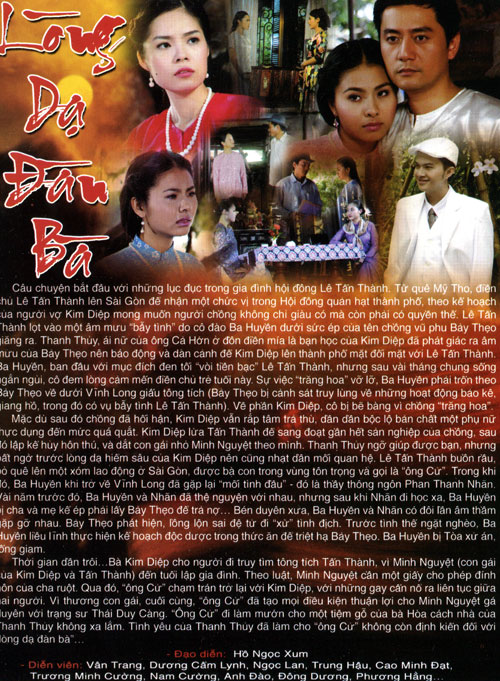 Lòng
Dạ
Đàn
Bà
Câu chuyện bắt đầu với những lục đục trong gia đình hội đồng Lê Tấn Thành. Từ quê Mỹ Tho, điền
chủ Lê Tấn Thành lên Sài Gòn để nhận một chức vị trong Hội đồng quản hạt thành phố, theo kế hoạch
của người vợ Kim Diệp mong muốn người chồng không chỉ giàu có mà còn phải có quyền thế. Lê Tấn
Thành lọt vào một âm mưu "bẫy tình" do cô đào Ba Huyền dưới sức ép của tên chồng vũ phu Báy Thẹo
giăng ra. Thanh Thủy, ái nữ của ông Cả Hớn ở đôn điền mía là bạn học của Kim Diệp đã phát giác ra âm
mưu của Báy Thẹo nên báo động và dàn cảnh để Kim Diệp lên thành phố mặt đối mặt với Lê Tấn Thành.
Ba Huyền, ban đầu với mục đích đen tối "vòi tiền bạc" Lê Tấn Thành, nhưng sau vài tháng chung sống
ngắn ngủi, cô đem lòng cảm mến điền chủ trẻ tuổi này. Sự việc "trăng hoa" vỡ lỡ, Ba Huyền phải trốn theo
Báy Thẹo về dưới Vĩnh Long giấu tông tích (Báy Thẹo bị cảnh sát truy lùng về những hoạt động bảo kê,
giang hồ, trong đó có vụ bẫy tình Lê Tấn Thành). Về phần Kim Diệp, cô bị bẽ bàng vì chồng "trăng hoa".
Mặc dù sau đó chồng đã hối hận, Kim Diệp vẫn rắp tâm trả thù, dần dần bộc lộ bản chất một phụ nữ
thực dụng đến mức quá quắt. Kim Diệp lừa Tấn Thành để sang đoạt gần hết sản nghiệp của chồng, sau
đó lập kế hủy hôn thú, và dắt con gái nhỏ Minh Nguyệt theo mình. Thanh Thủy ngỡ giúp được bạn, nhưng
bất ngờ trước lòng dạ hiểm sâu của Kim Diệp nên cũng nhạt dần mối quan hệ. Lê Tấn Thành buồn rầu,
bỏ quê lên một xóm lao động ở Sài Gòn, được bà con trong vùng tôn trọng và gọi là "ông Cử". Trong khi
đó, Ba Huyền khi trở về Vĩnh Long đã gặp lại "mối tình đầu" - đó là thầy thông ngôn Phan Thanh Nhãn.
Vài năm trước đó, Ba Huyền và Nhãn đã thệ nguyện với nhau, nhưng sau khi Nhãn đi học xa, Ba Huyền
bị cha và mẹ kế ép phải lấy Báy Thẹo để trả nợ... Bén duyên xưa, Ba Huyền và Nhãn có đôi lần âm thầm
gặp gỡ nhau. Báy Thẹo phát hiện, lồng lộn sai đệ tử đi "xử" tình địch. Trước tình thế ngặt nghèo, Ba
Huyền liều lĩnh thực hiện kế hoạch độc dược trong thức ăn để triệt hạ Báy Thẹo. Ba Huyền bị Tòa xử án,
tống giam.
Thời gian dần trôi...Bà Kim Diệp cho người đi truy tìm tông tích Tấn Thành, vì Minh Nguyệt (con gái
của Kim Diệp và Tấn Thành) đến tuổi lập gia đình. Theo luật, Minh Nguyệt cần một giấy cho phép đính
hôn của cha ruột. Qua đó, "ông Cử" chạm trán trở lại với Kim Diệp, với những gay cấn nổ ra liên tục giữa
hai người. Vì thương con gái, cuối cùng, "ông Cử" đã tạo mọi điều kiện thuận lợi cho Minh Nguyệt gá
duyên với trạng sư Thái Duy Càng. "Ông Cử" đi làm mướn cho một tiệm gỗ của bà Hòa cách nhà của
Thanh Thủy không xa lắm. Tình yêu của Thanh Thủy đã làm cho "ông Cử" không còn định kiến đối với
lòng dạ đàn bà"...
- Đạo diễn: Hồ Ngọc Xum
- Diễn viên: Vân Trang, Dương Cẩm Lynh, Ngọc Lan, Trung Hậu, Cao Minh Đạt,
Trương Minh Cường, Nam Cường, Anh Đào, Đông Dương, Phương Hằng...